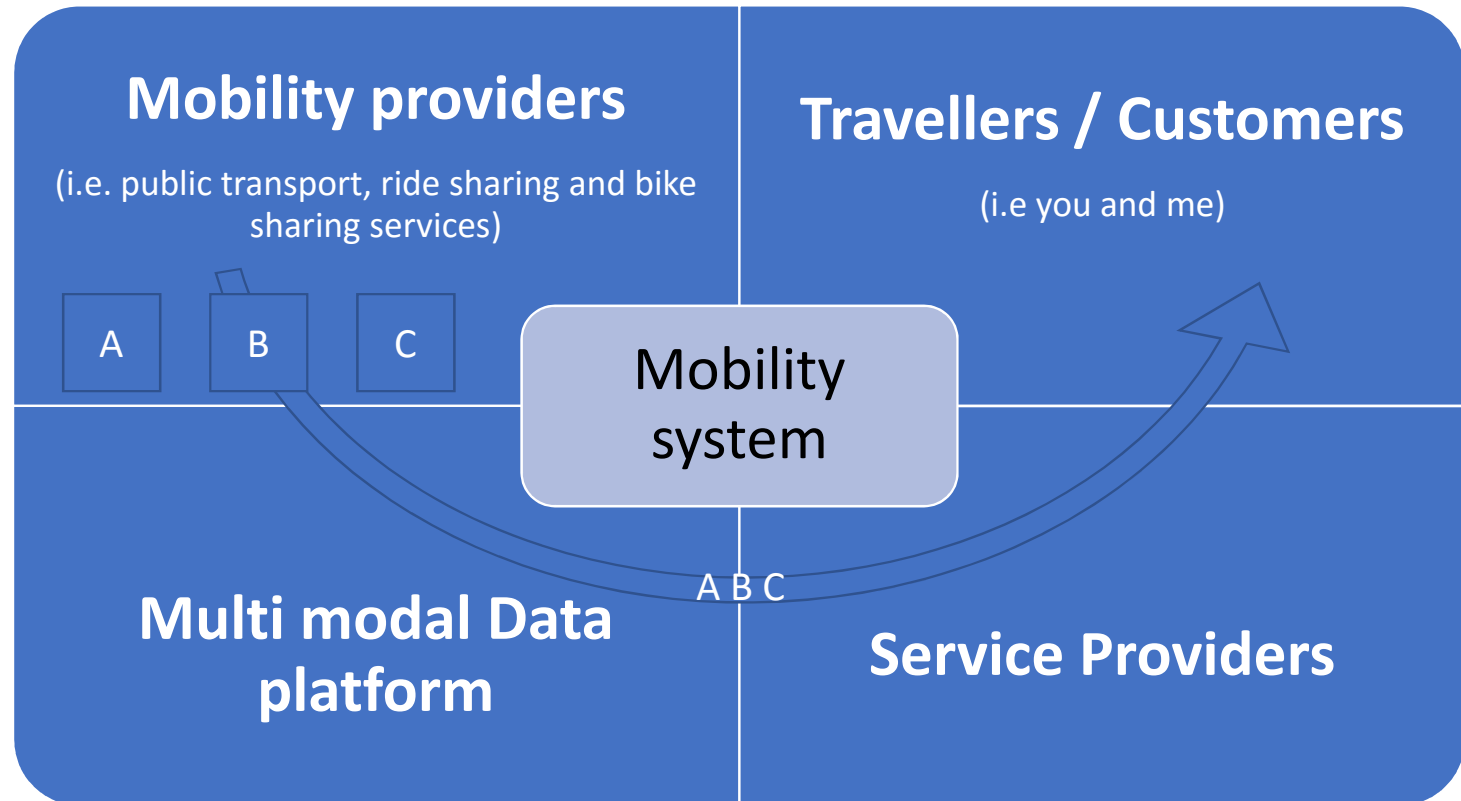 Mobility providers
(i.e. public transport, ride sharing and bike
sharing services)
A
B
C
Travellers / Customers
(i.e you and me)
Mobility
system
A B C
Multi modal Data
platform
Service Providers